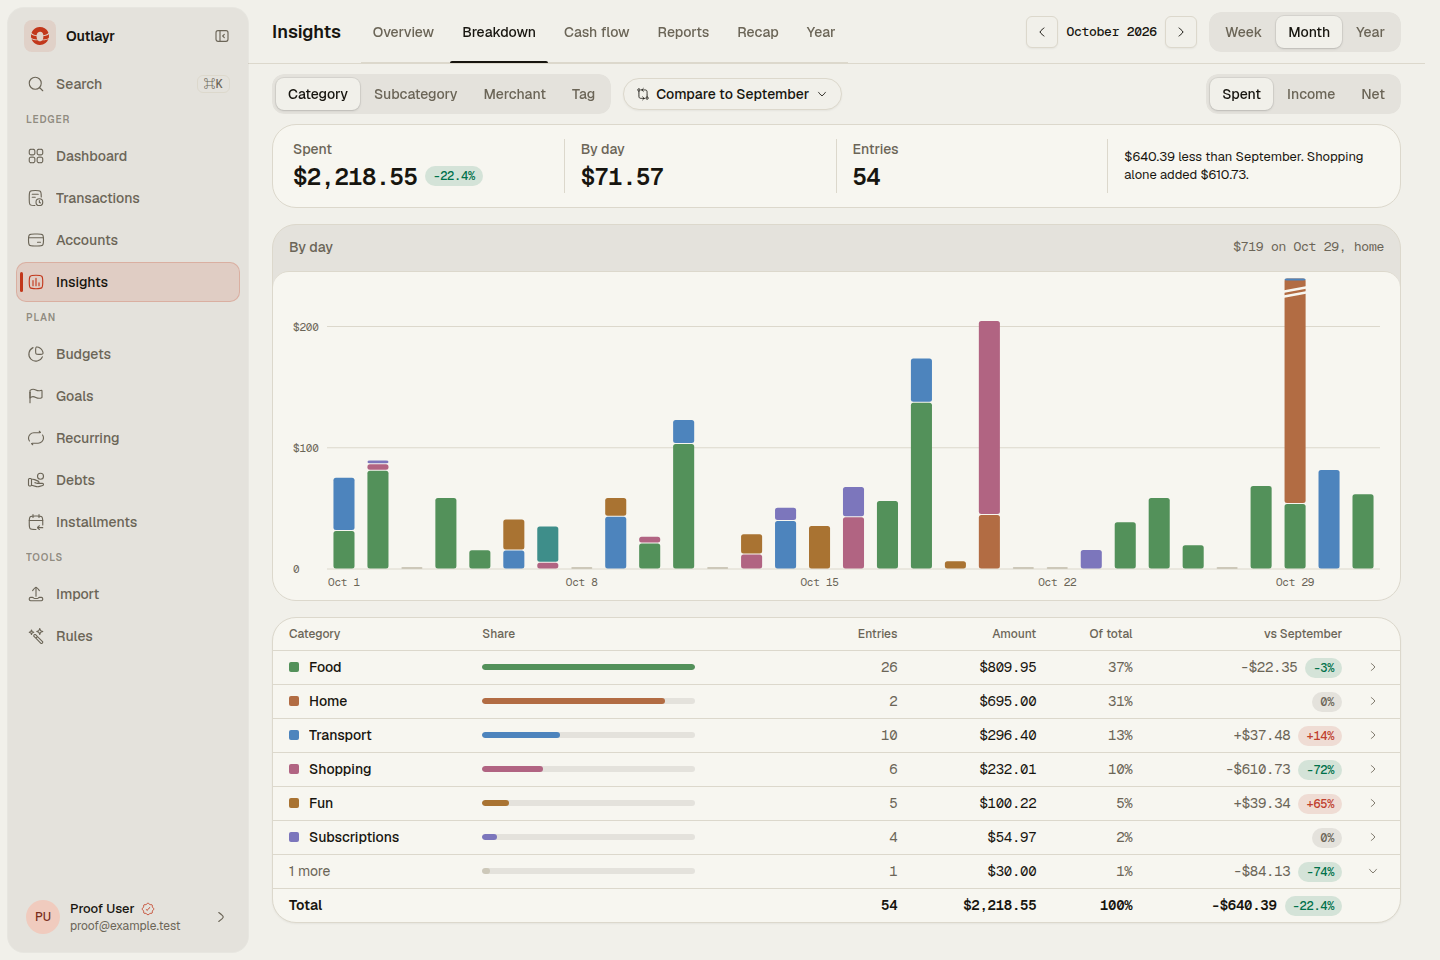 Outlayr
Search ⌘K
LEDGER
Dashboard
Transactions
Accounts
Insights
PLAN
Budgets
Goals
Recurring
Debts
Installments
TOOLS
Import
Rules
PU
Proof User
proof@example.test
Insights Overview Breakdown Cash flow Reports Recap Year
October 2026 Week Month Year
Category Subcategory Merchant Tag Compare to September
Spent Income Net
Spent By day Entries
$2,218.55 -22.4% $71.57 54
$640.39 less than September. Shopping
alone added $610.73.
By day $719 on Oct 29, home
$200
$100
0
Oct 1 Oct 8 Oct 15 Oct 22 Oct 29
Category Share Entries Amount Of total vs September
Food 26 $809.95 37% -$22.35 -3%
Home 2 $695.00 31% 0%
Transport 10 $296.40 13% +$37.48 +14%
Shopping 6 $232.01 10% -$610.73 -72%
Fun 5 $100.22 5% +$39.34 +65%
Subscriptions 4 $54.97 2% 0%
1 more 1 $30.00 1% -$84.13 -74%
Total 54 $2,218.55 100% -$640.39 -22.4%